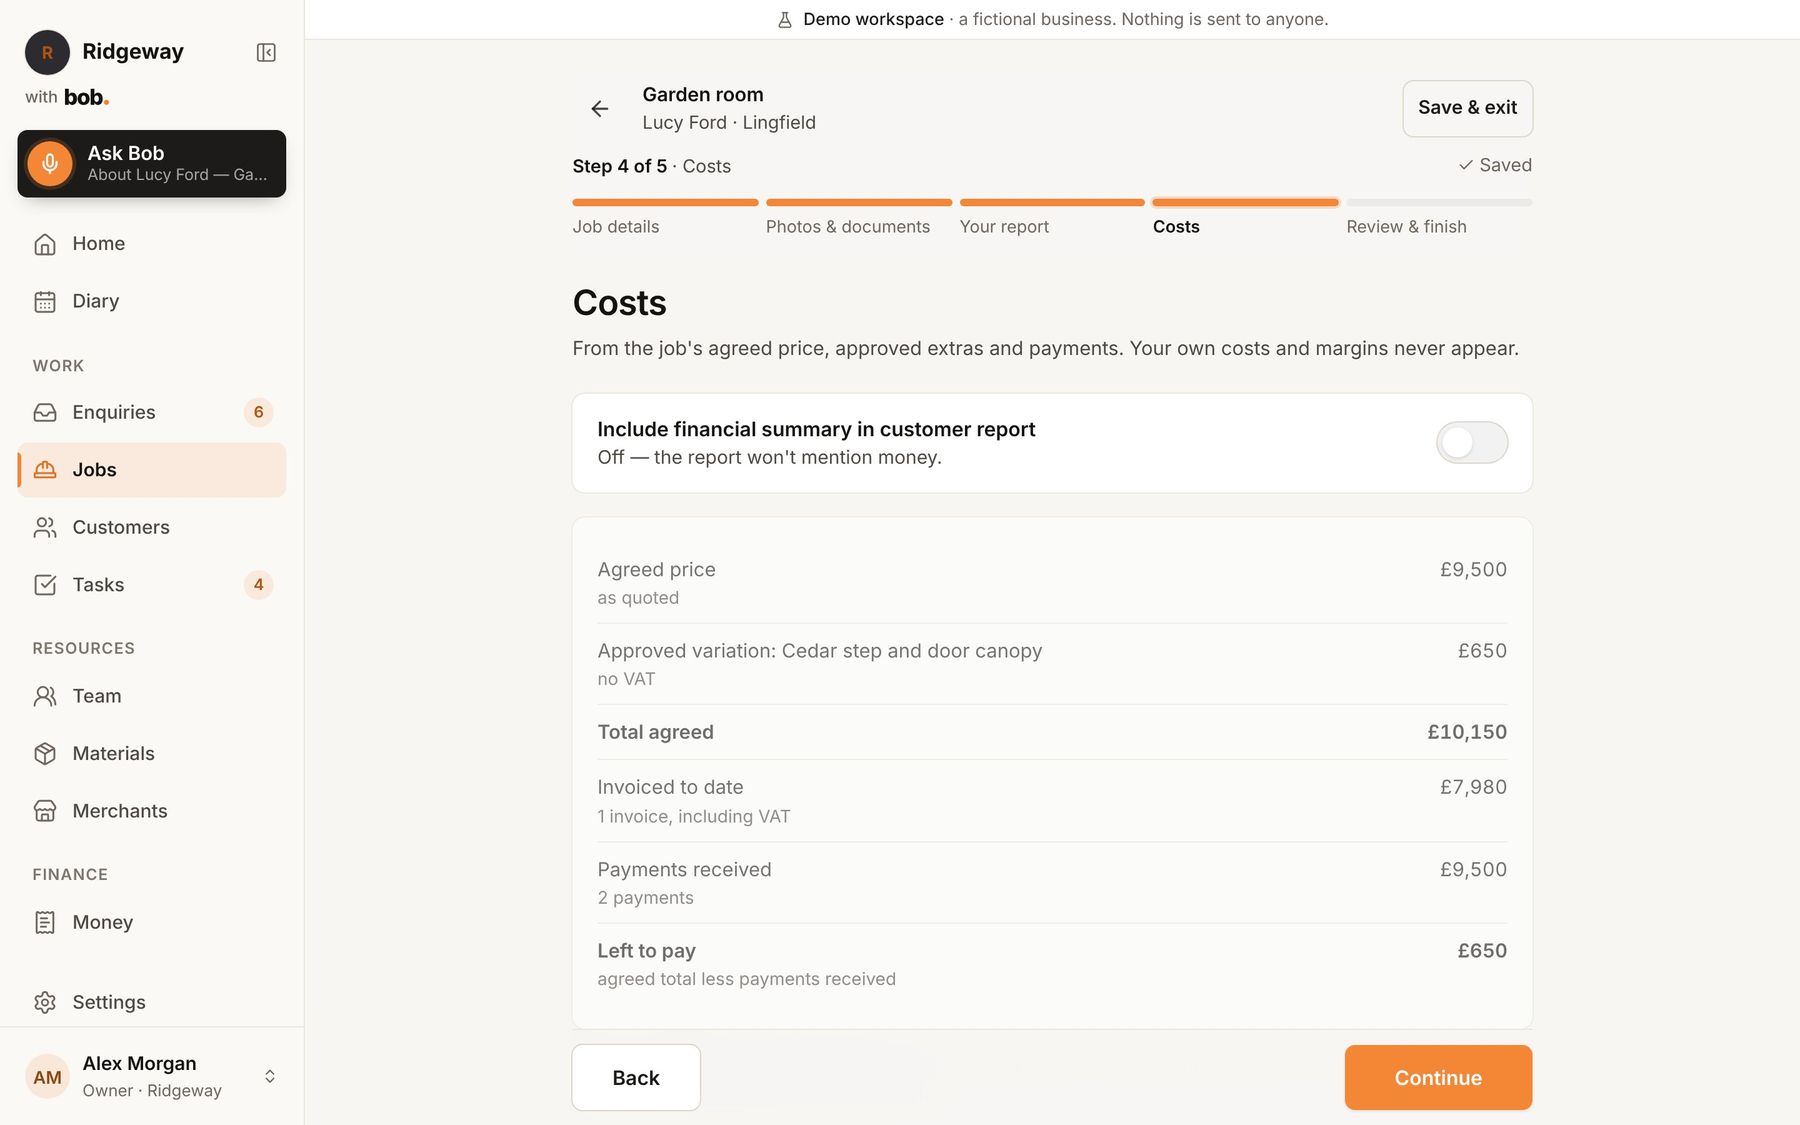 Demo workspace · a fictional business. Nothing is sent to anyone.
R
Ridgeway
with bob.
Ask Bob
About Lucy Ford — Ga...
Home
Diary
WORK
Enquiries 6
Jobs
Customers
Tasks 4
RESOURCES
Team
Materials
Merchants
FINANCE
Money
Settings
AM
Alex Morgan
Owner · Ridgeway
Garden room
Lucy Ford · Lingfield
Save & exit
Step 4 of 5 · Costs
Saved
Job details
Photos & documents
Your report
Costs
Review & finish
Costs
From the job's agreed price, approved extras and payments. Your own costs and margins never appear.
Include financial summary in customer report
Off — the report won't mention money.
Agreed price £9,500
as quoted
Approved variation: Cedar step and door canopy £650
no VAT
Total agreed £10,150
Invoiced to date £7,980
1 invoice, including VAT
Payments received £9,500
2 payments
Left to pay £650
agreed total less payments received
Back
Continue